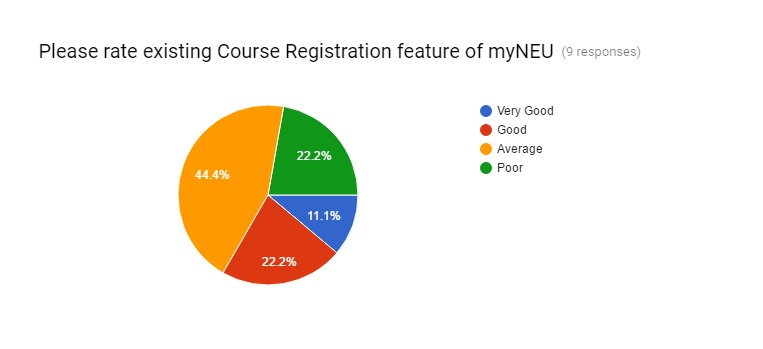 Please rate existing Course Registration feature of myNEU (9 responses)
Very Good
Good
Average
Poor
22.2%
44.4%
11.1%
22.2%